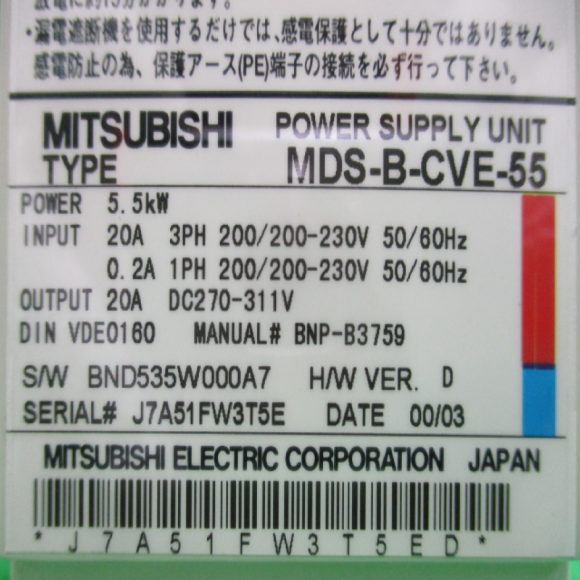 ・漏電遮断機を使用するだけでは、感電保護として十分ではありません。
感電防止の為、保護アース(PE)端子の接続を必ず行って下さい。
MITSUBISHI POWER SUPPLY UNIT
TYPE MDS-B-CVE-55
POWER 5.5kW
INPUT 20A 3PH 200/200-230V 50/60Hz
0.2A 1PH 200/200-230V 50/60Hz
OUTPUT 20A DC270-311V
DIN VDE0160 MANUAL# BNP-B3759
S/W BND535W000A7 H/W VER. D
SERIAL# J7A51FW3T5E DATE 00/03
MITSUBISHI ELECTRIC CORPORATION JAPAN
*J7A51FW3T5ED*